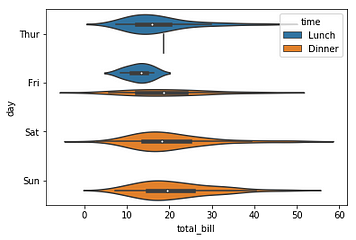 time
Lunch
Dinner
Thur
Fri
Sat
Sun
day
0 10 20 30 40 50 60
total_bill